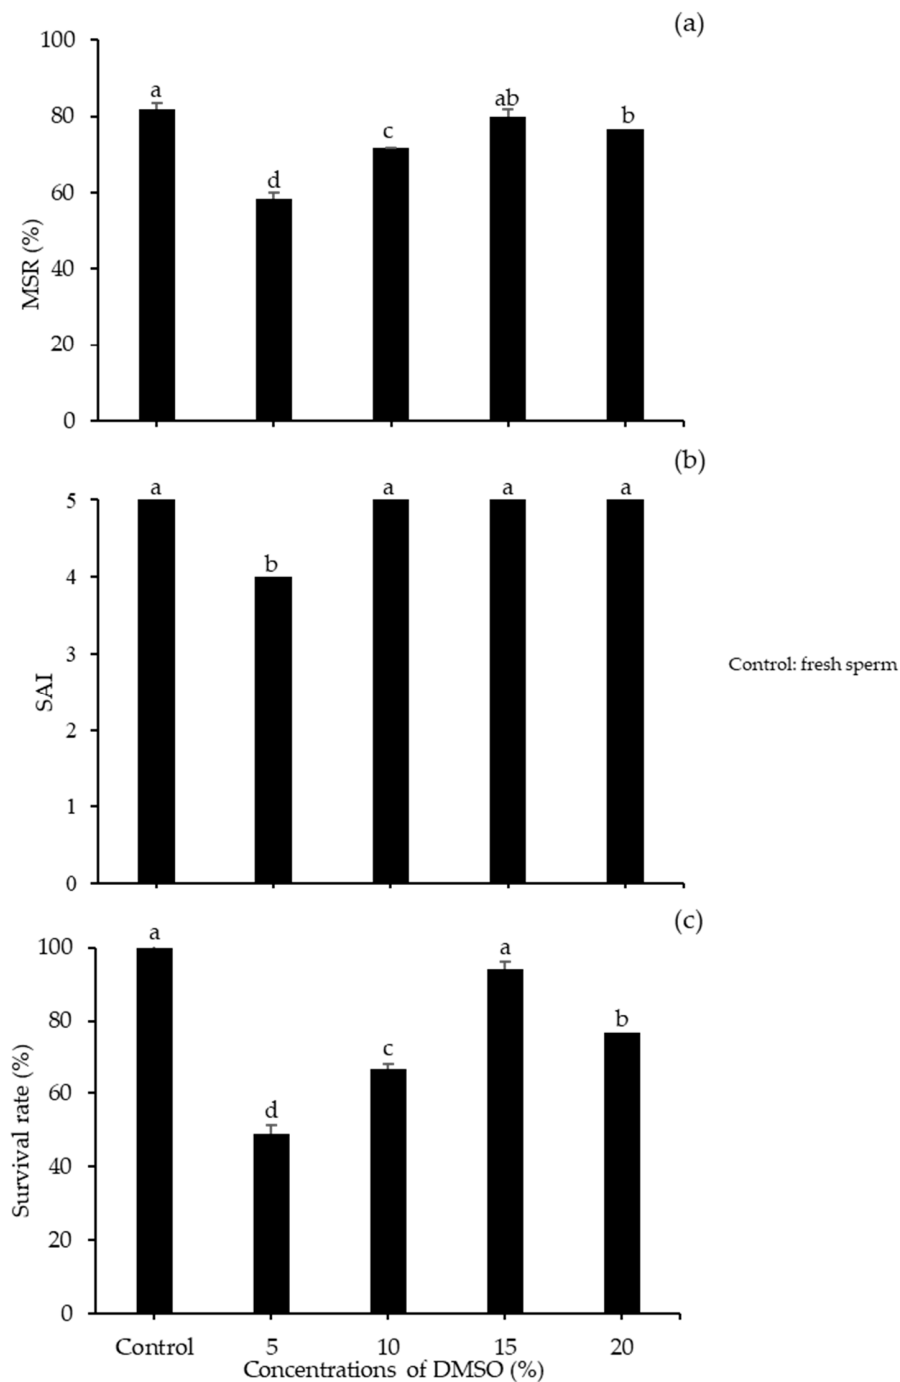 (a)
100
80
60
40
20
0
MSR (%)
a
d
c
ab
b
(b)
5
4
3
2
1
0
SAI
a
b
a
a
a
Control: fresh sperm
(c)
100
80
60
40
20
0
Survival rate (%)
a
d
c
a
b
Control 5 10 15 20
Concentrations of DMSO (%)